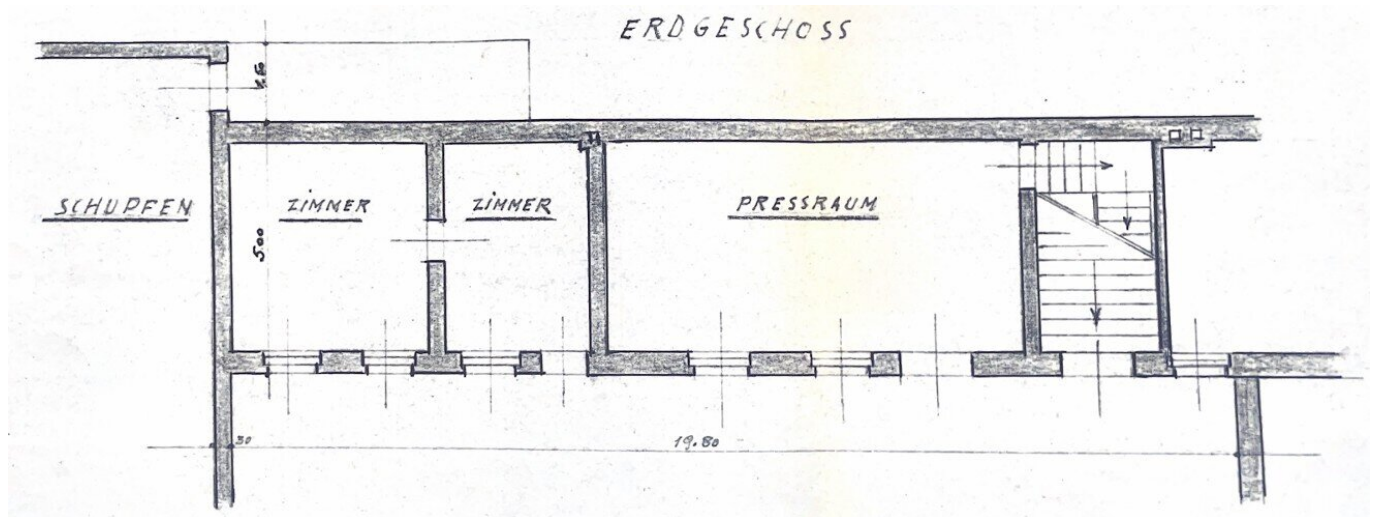 ERDGESCHOSS
SCHUPFEN
ZIMMER
ZIMMER
PRESSRAUM
500
30
19.80